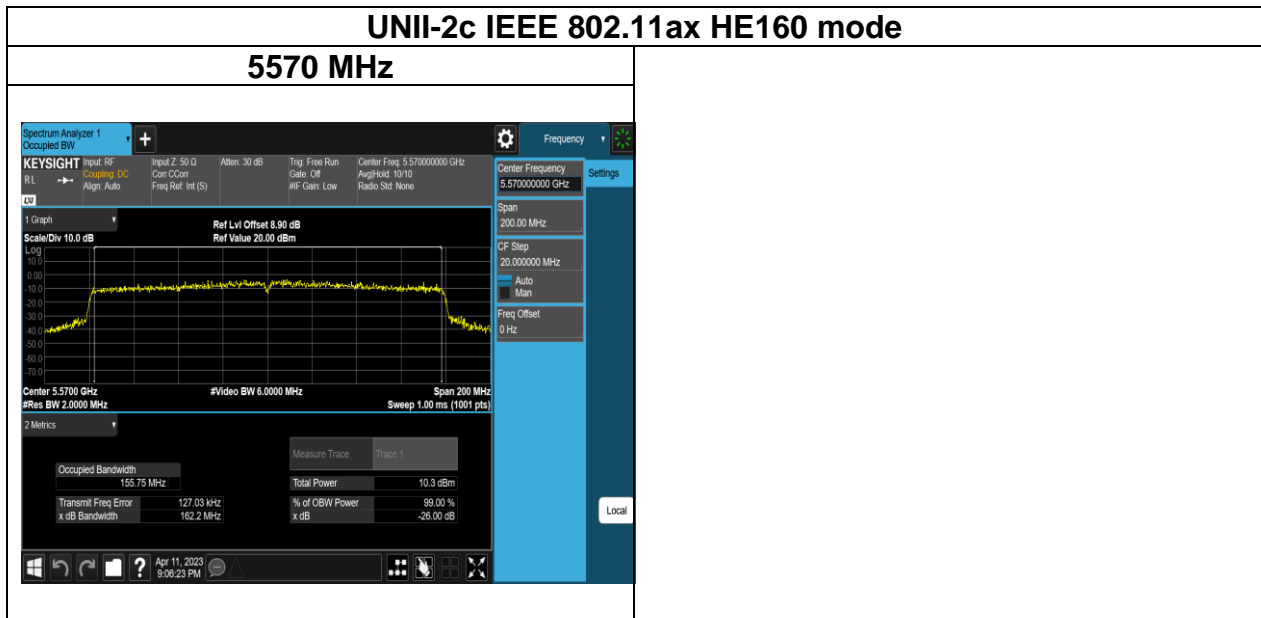 UNII-2c IEEE 802.11ax HE160 mode
5570 MHz
Spectrum Analyzer 1
Occupied BW
+
Frequency
KEYSIGHT
RL
LXI
Input: RF
Coupling: DC
Align: Auto
Input Z: 50 Ω
Corr CCorr
Freq Ref: Int (S)
Atten: 30 dB
Trig: Free Run
Gate: Off
#IF Gain: Low
Center Freq: 5.570000000 GHz
Avg|Hold: 10/10
Radio Std: None
Center Frequency
5.570000000 GHz
Settings
Span
200.00 MHz
CF Step
20.000000 MHz
Auto
Man
Freq Offset
0 Hz
1 Graph
Scale/Div 10.0 dB
Ref Lvl Offset 8.90 dB
Ref Value 20.00 dBm
Log
10.0
0.00
-10.0
-20.0
-30.0
-40.0
-50.0
-60.0
-70.0
Center 5.5700 GHz
#Video BW 6.0000 MHz
Span 200 MHz
#Res BW 2.0000 MHz
Sweep 1.00 ms (1001 pts)
2 Metrics
Measure Trace
Trace 1
Occupied Bandwidth
155.75 MHz
Total Power
10.3 dBm
Transmit Freq Error
127.03 kHz
% of OBW Power
99.00 %
x dB Bandwidth
162.2 MHz
x dB
-26.00 dB
Local
?
Apr 11, 2023
9:06:23 PM